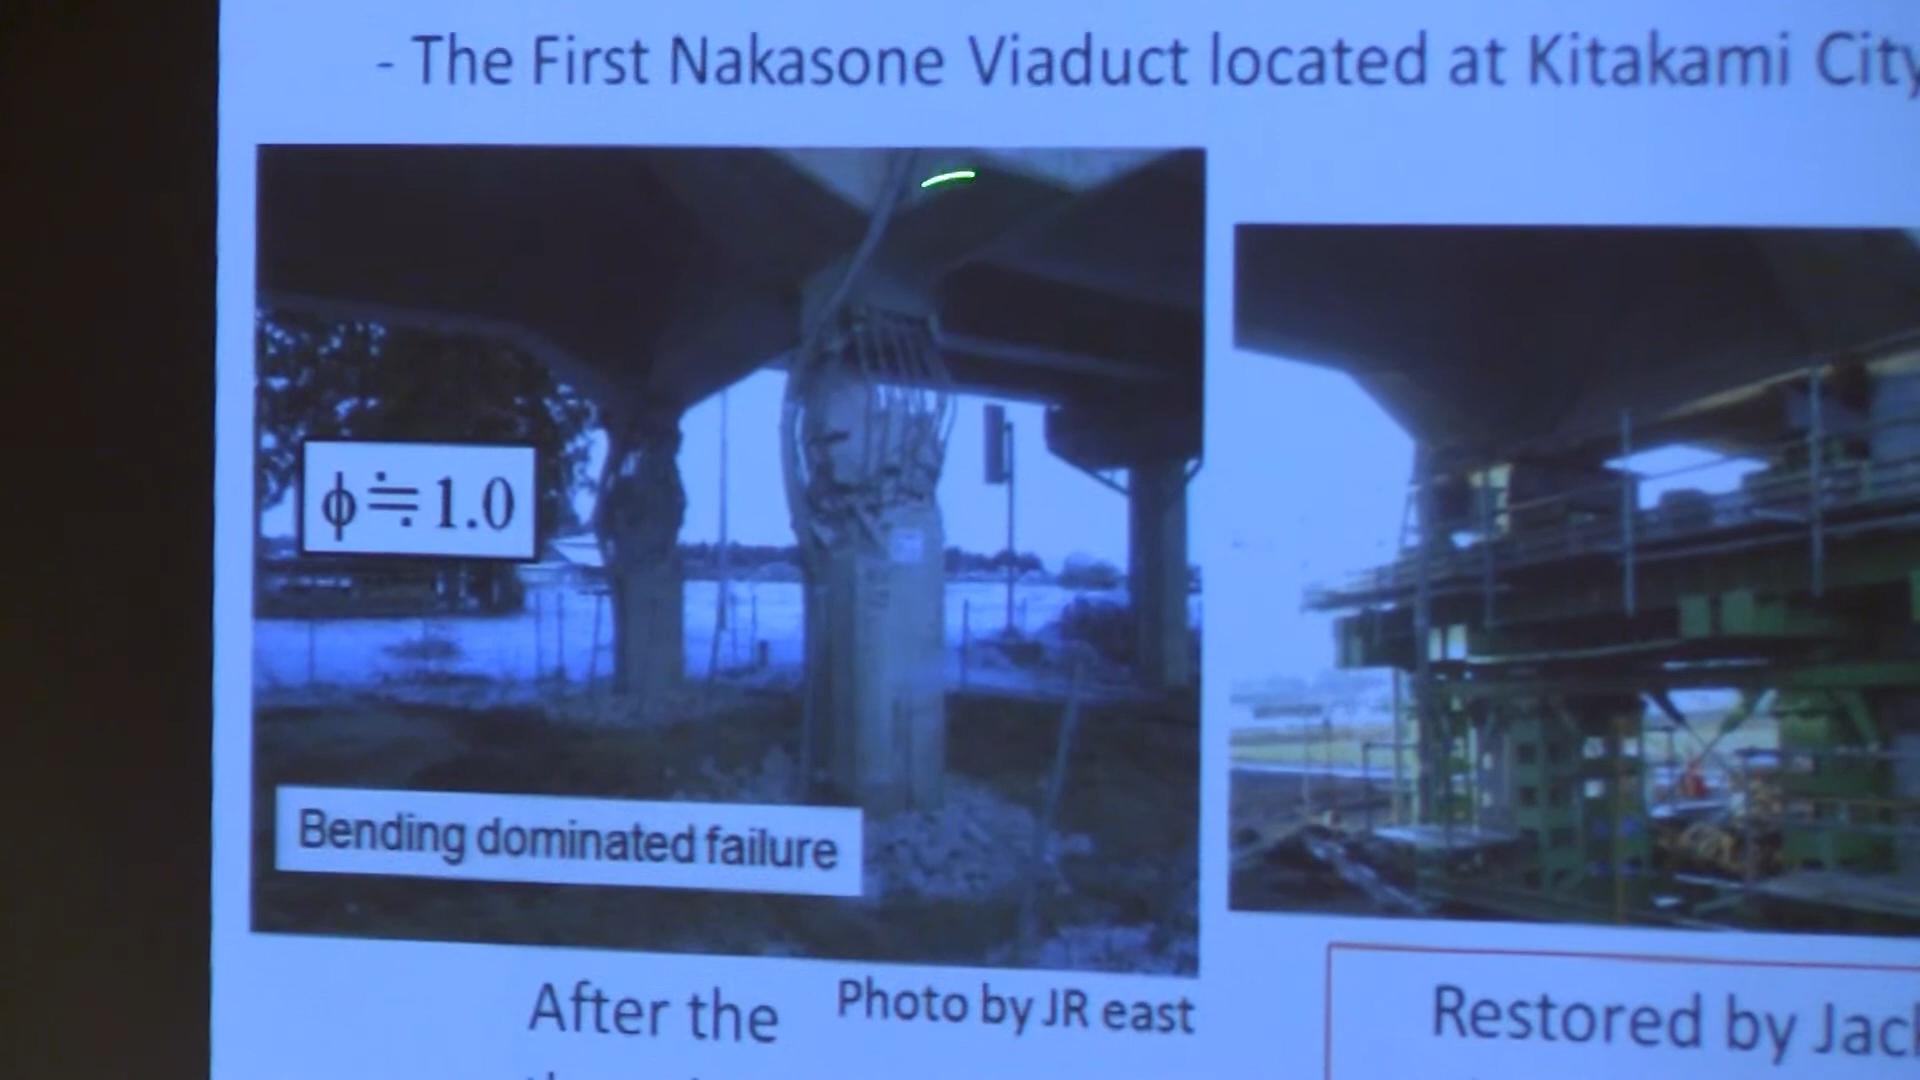 - The First Nakasone Viaduct located at Kitakami City
ϕ≒1.0
Bending dominated failure
Photo by JR east
After the
Restored by